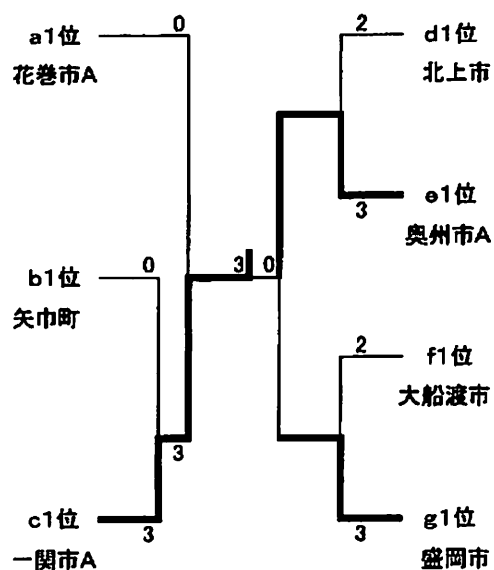 0
a1位
花巻市A
2
d1位
北上市
e1位
3
奥州市A
0
b1位
矢巾町
3 0
2
f1位
大船渡市
3
c1位
3
一関市A
g1位
3
盛岡市